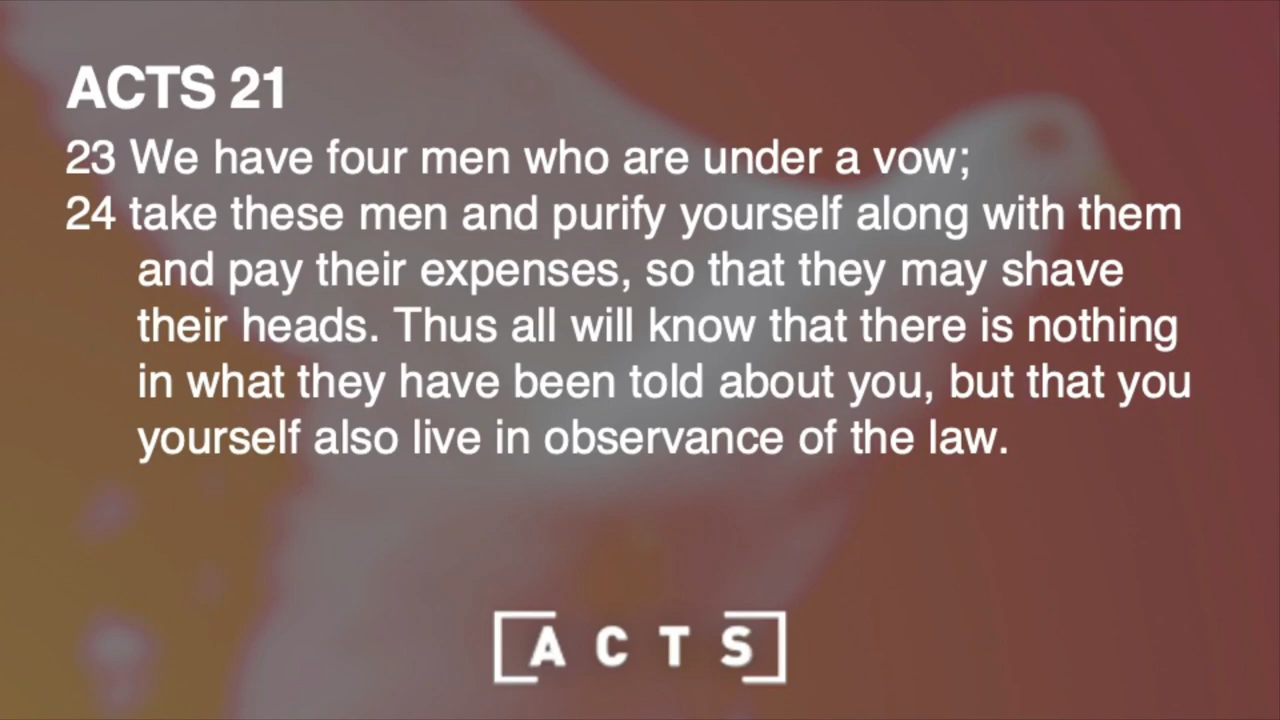 ACTS 21
23 We have four men who are under a vow;
24 take these men and purify yourself along with them
and pay their expenses, so that they may shave
their heads. Thus all will know that there is nothing
in what they have been told about you, but that you
yourself also live in observance of the law.
ACTS